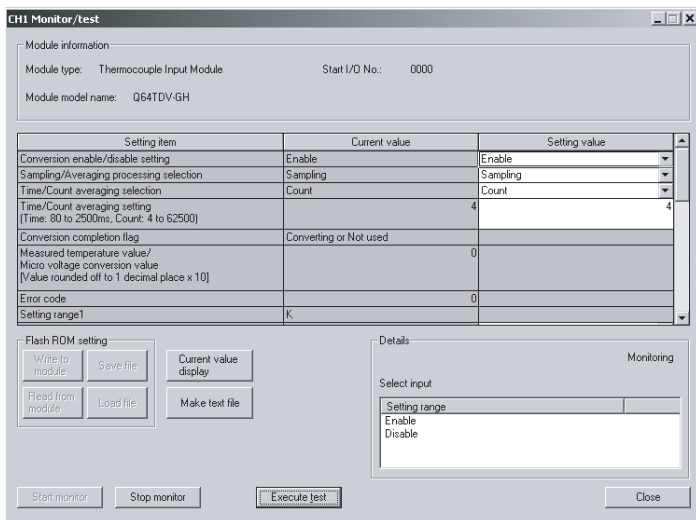 CH1 Monitor/test
Module information
Module type: Thermocouple Input Module Start I/O No.: 0000
Module model name: Q64TDV-GH
Setting item Current value Setting value
Conversion enable/disable setting Enable Enable
Sampling/Averaging processing selection Sampling Sampling
Time/Count averaging selection Count Count
Time/Count averaging setting
(Time: 80 to 2500ms, Count: 4 to 62500) 4 4
Conversion completion flag Converting or Not used
Measured temperature value/
Micro voltage conversion value
[Value rounded off to 1 decimal place x 10] 0
Error code 0
Setting range1 K
Flash ROM setting
Write to
module
Save file
Current value
display
Read from
module
Load file
Make text file
Details
Monitoring
Select input
Setting range
Enable
Disable
Start monitor Stop monitor Execute test Close